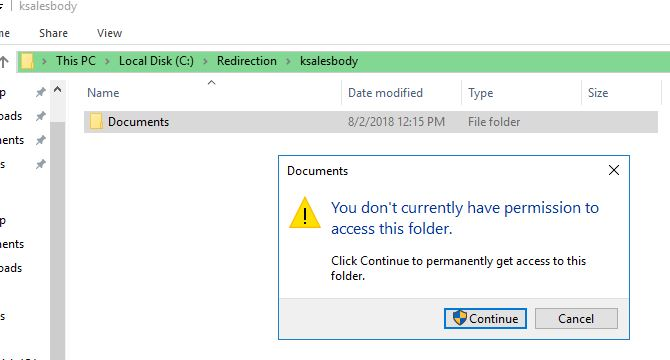 ksalesbody
Home Share View
This PC Local Disk (C:) Redirection ksalesbody
Name Date modified Type Size
Documents 8/2/2018 12:15 PM File folder
Documents
You don't currently have permission to
access this folder.
Click Continue to permanently get access to this
folder.
Continue Cancel